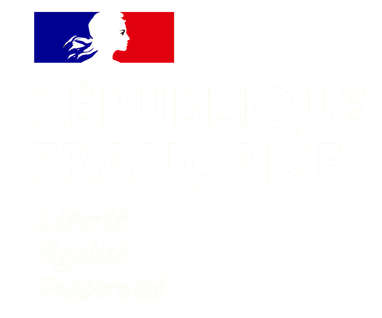 RÉPUBLIQUE
FRANÇAISE
Liberté
Égalité
Fraternité